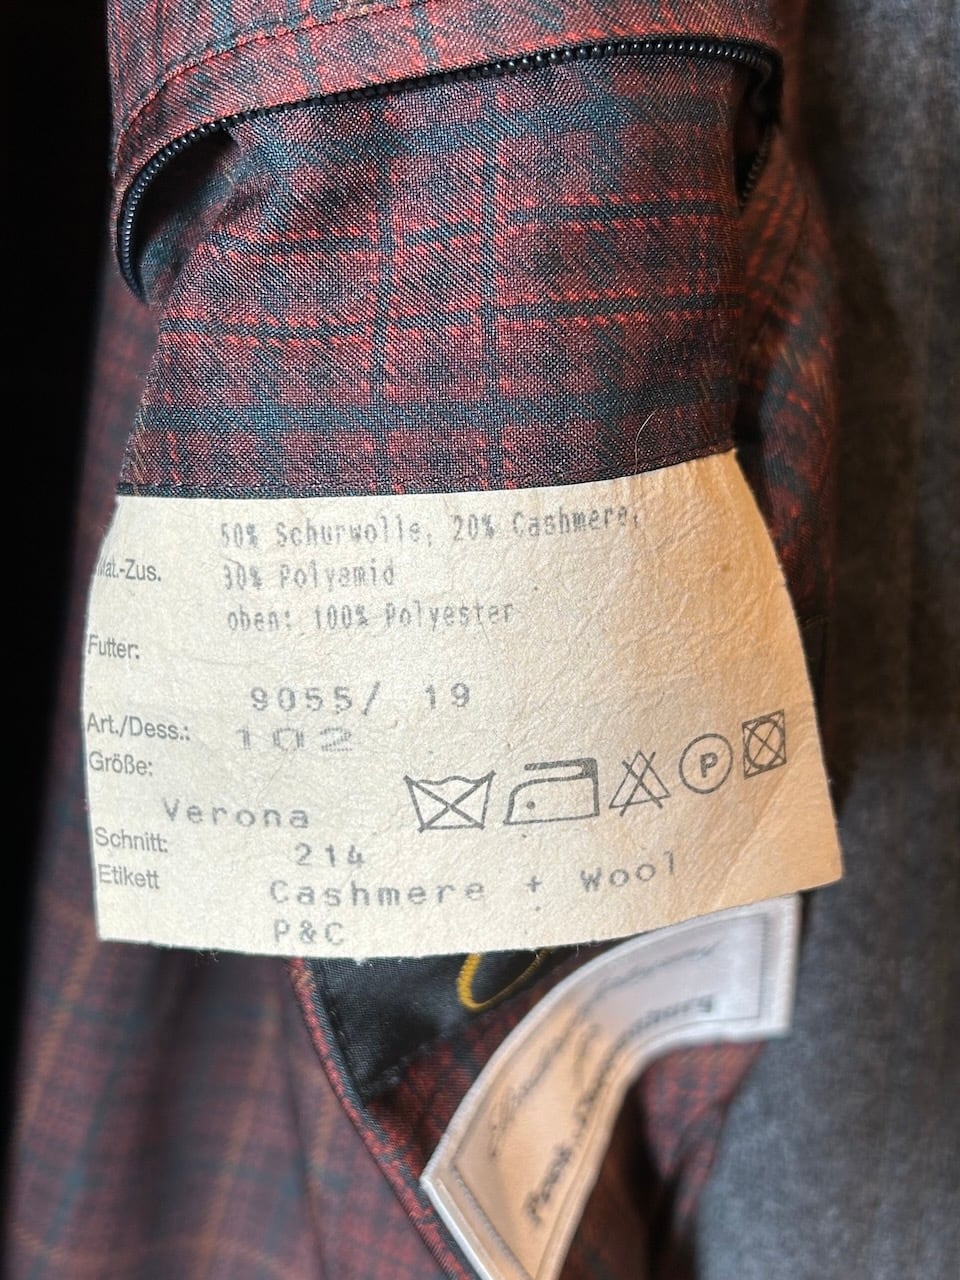 50% Schurwolle, 20% Cashmere,
Mat.-Zus. 30% Polyamid
oben: 100% Polyester
Futter:
9055/ 19
Art./Dess.: 102
Größe:
P
Verona
Schnitt: 214
Etikett Cashmere + Wool
P&C